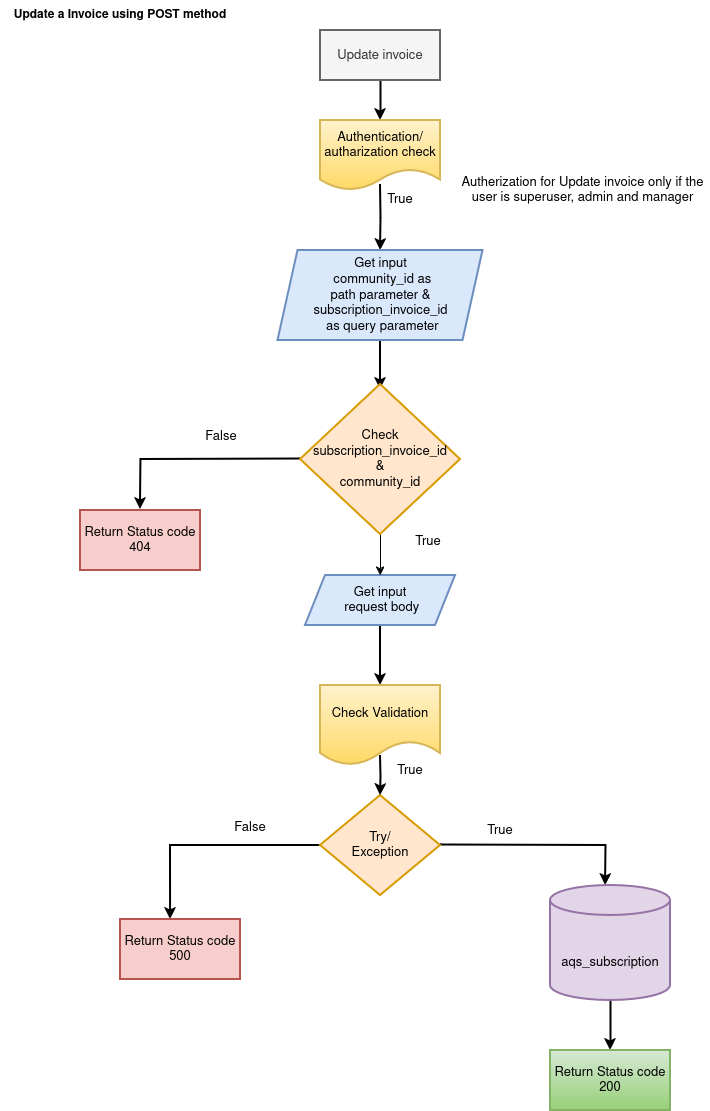 Update a Invoice using POST method
Update invoice
Authentication/
autharization check
True
Autherization for Update invoice only if the
user is superuser, admin and manager
Get input
community_id as
path parameter &
subscription_invoice_id
as query parameter
False
Check
subscription_invoice_id
&
community_id
Return Status code
404
True
Get input
request body
Check Validation
True
False
Try/
Exception
True
Return Status code
500
aqs_subscription
Return Status code
200